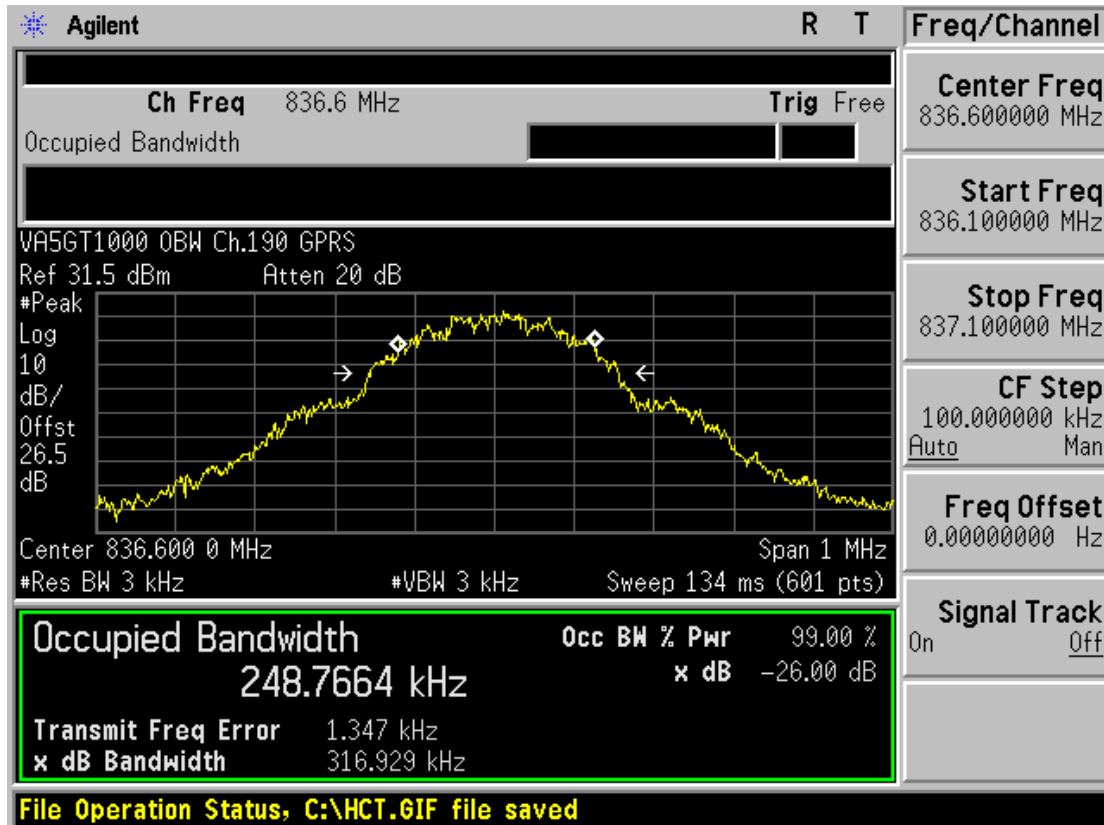 Agilent R T
Ch Freq 836.6 MHz Trig Free
Occupied Bandwidth
VA5GT1000 OBW Ch.190 GPRS
Ref 31.5 dBm Atten 20 dB
#Peak
Log
10
dB/
Offst
26.5
dB
Center 836.600 0 MHz Span 1 MHz
#Res BW 3 kHz #VBW 3 kHz Sweep 134 ms (601 pts)
Occupied Bandwidth
248.7664 kHz
Occ BW % Pwr 99.00 %
x dB -26.00 dB
Transmit Freq Error 1.347 kHz
x dB Bandwidth 316.929 kHz
File Operation Status, C:\HCT.GIF file saved
Freq/Channel
Center Freq
836.600000 MHz
Start Freq
836.100000 MHz
Stop Freq
837.100000 MHz
CF Step
100.000000 kHz
Auto Man
Freq Offset
0.00000000 Hz
Signal Track
On Off